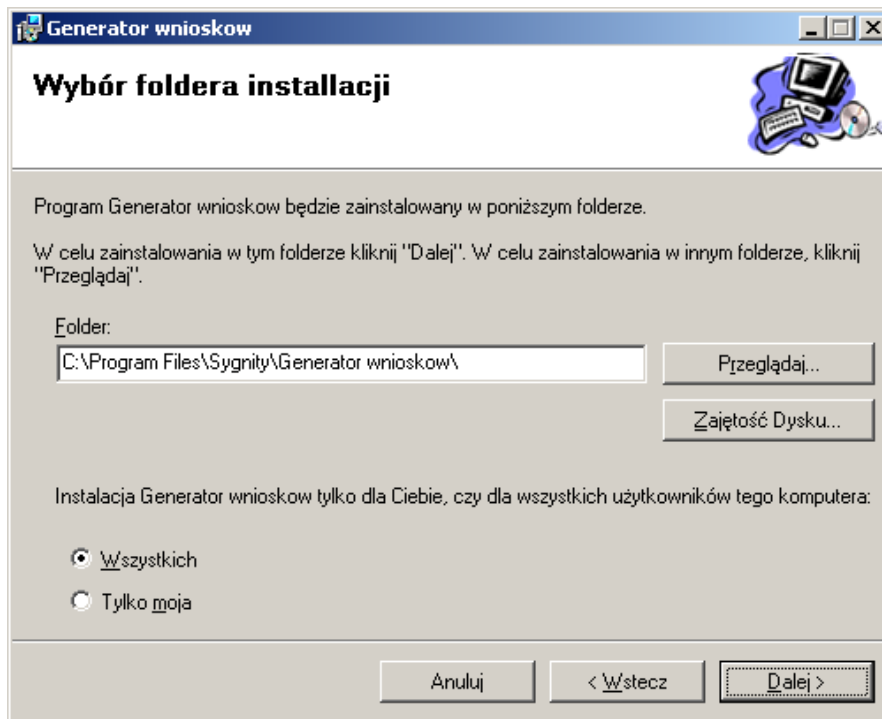 Generator wnioskow
Wybór foldera installacji
Program Generator wnioskow będzie zainstalowany w poniższym folderze.
W celu zainstalowania w tym folderze kliknij "Dalej". W celu zainstalowania w innym folderze, kliknij
"Przeglądaj".
Folder:
C:\Program Files\Sygnity\Generator wnioskow\
Przeglądaj...
Zajętość Dysku...
Instalacja Generator wnioskow tylko dla Ciebie, czy dla wszystkich użytkowników tego komputera:
Wszystkich
Tylko moja
Anuluj
< Wstecz
Dalej >